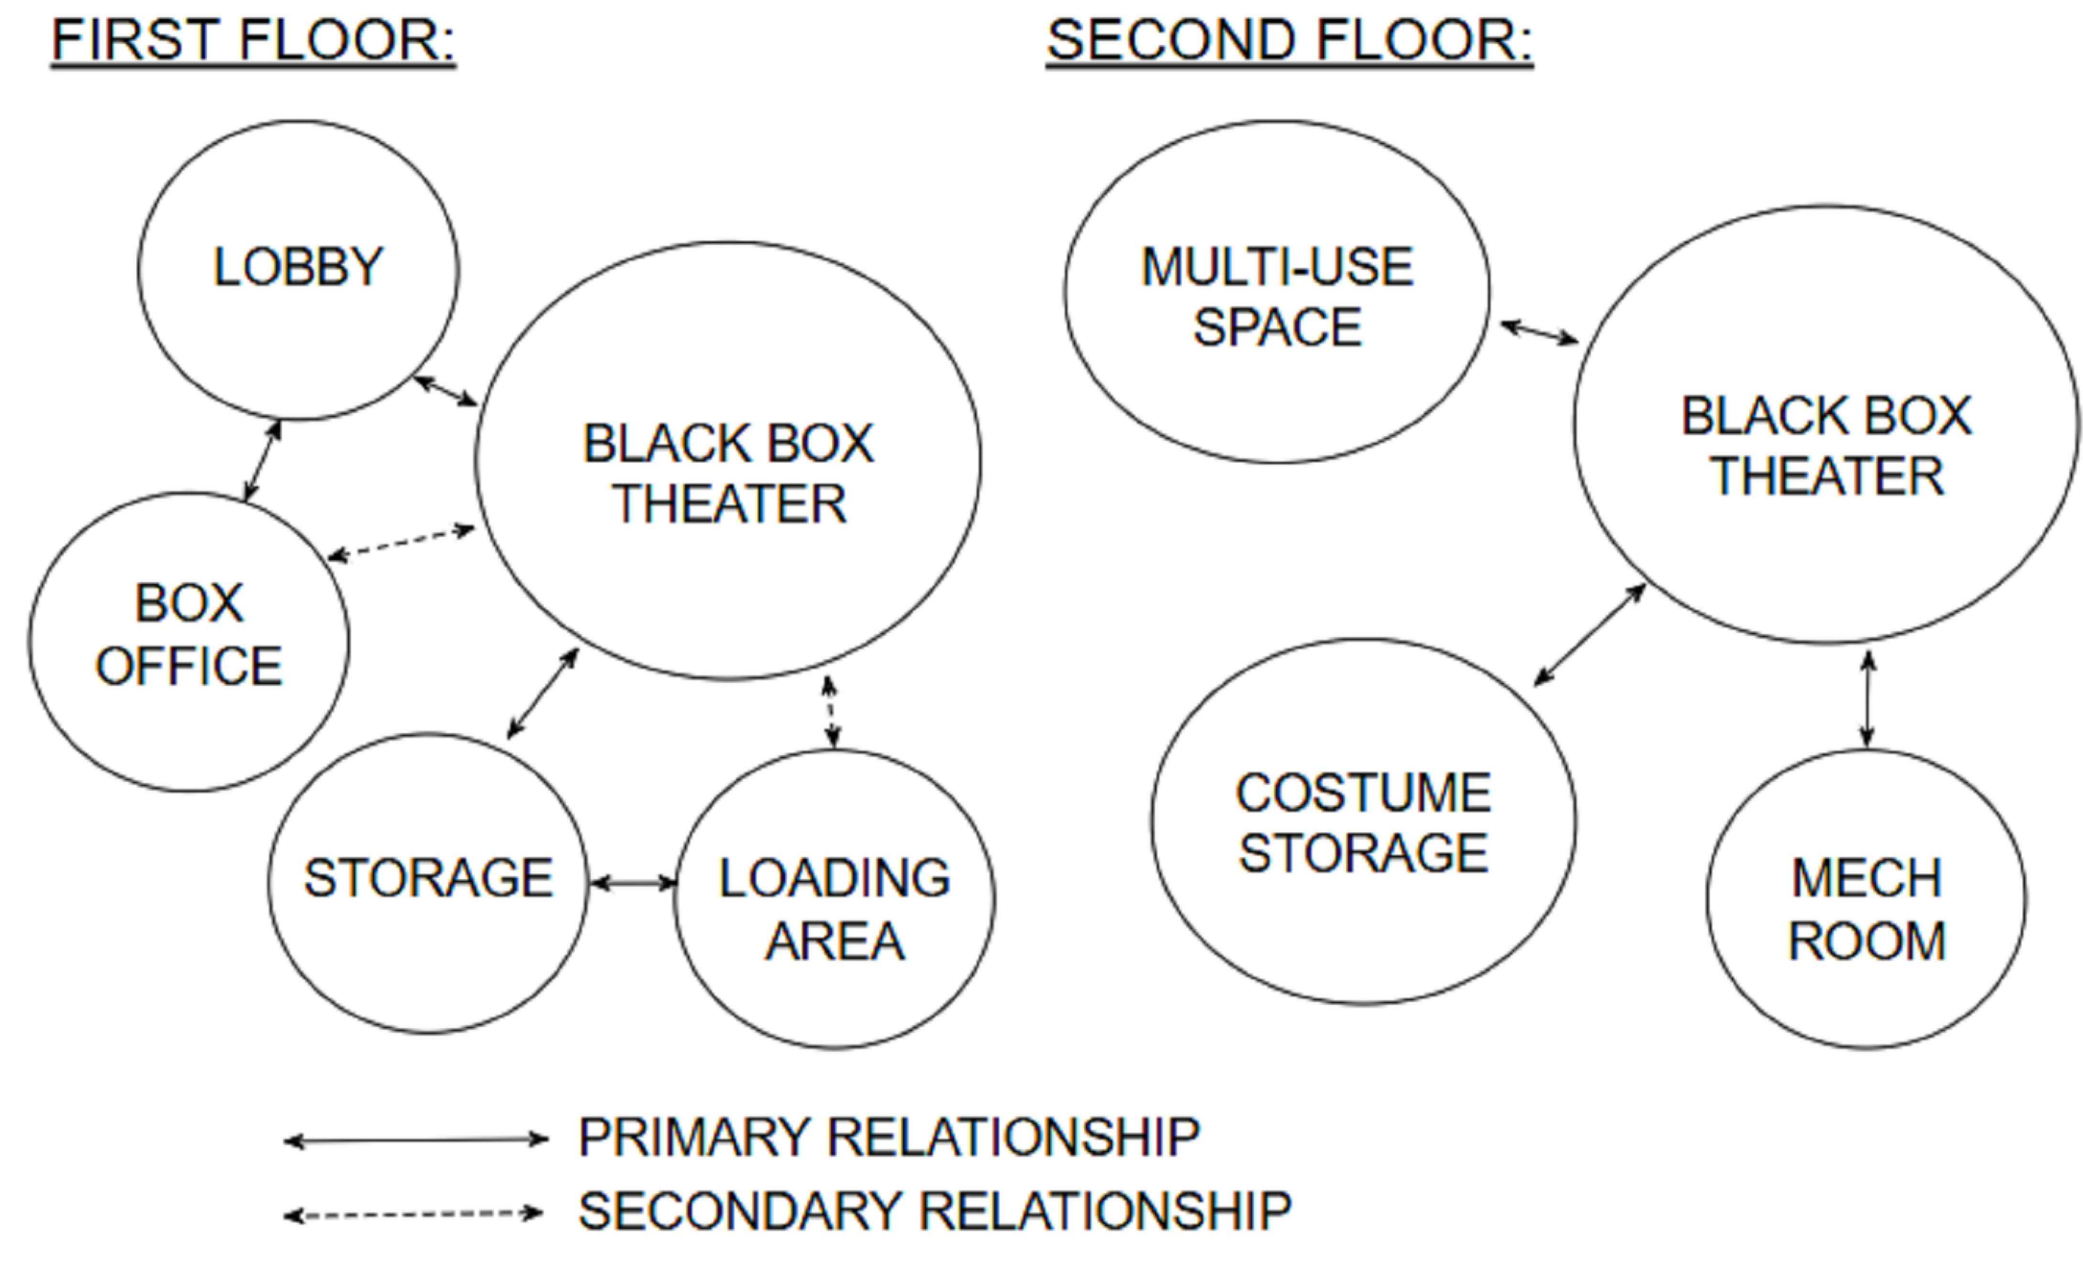 FIRST FLOOR:
LOBBY
BLACK BOX
THEATER
BOX
OFFICE
STORAGE
LOADING
AREA
SECOND FLOOR:
MULTI-USE
SPACE
BLACK BOX
THEATER
COSTUME
STORAGE
MECH
ROOM
PRIMARY RELATIONSHIP
SECONDARY RELATIONSHIP